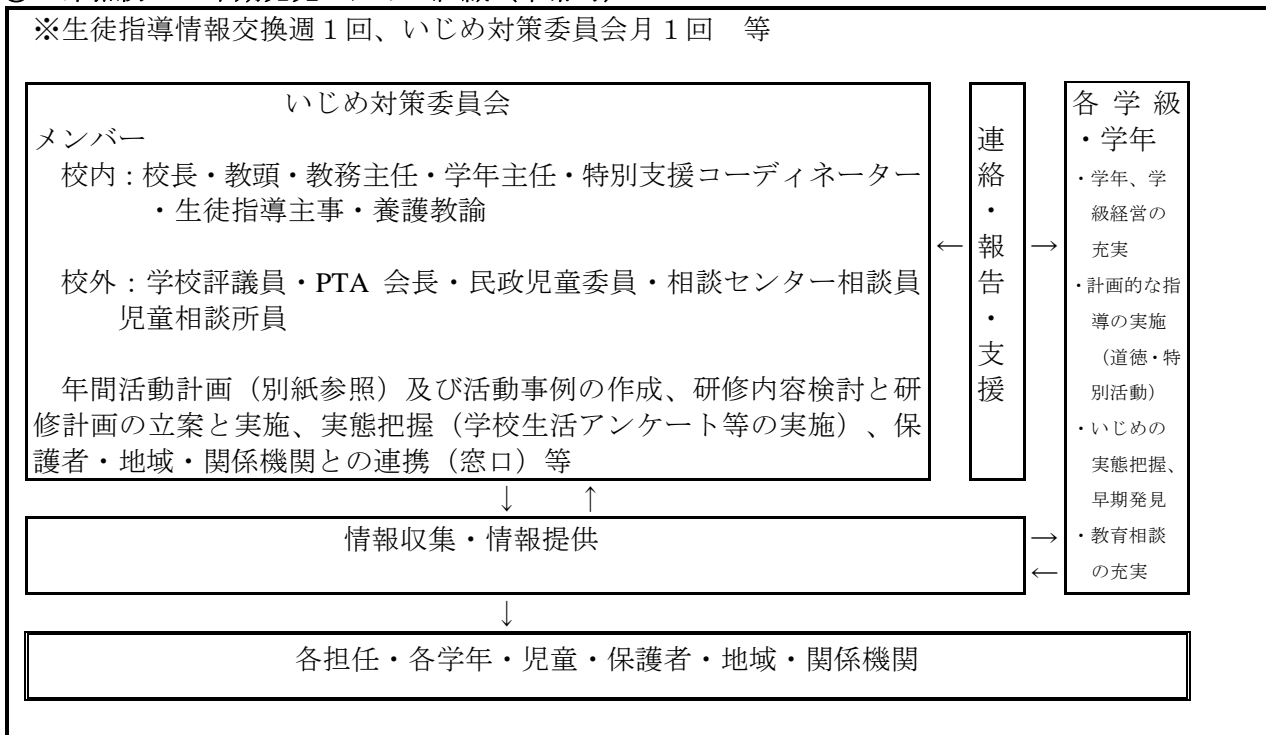 ※生徒指導情報交換週１回、いじめ対策委員会月１回　等
いじめ対策委員会
メンバー
校内：校長・教頭・教務主任・学年主任・特別支援コーディネーター
・生徒指導主事・養護教諭
校外：学校評議員・PTA 会長・民政児童委員・相談センター相談員
児童相談所員
年間活動計画（別紙参照）及び活動事例の作成、研修内容検討と研
修計画の立案と実施、実態把握（学校生活アンケート等の実施）、保
護者・地域・関係機関との連携（窓口）等
←
連絡・報告・支援
→
各 学 級
・学年
・学年、学
級経営の
充実
・計画的な指
導の実施
（道徳・特
別活動）
・いじめの
実態把握、
早期発見
・教育相談
の充実
↓　↑
情報収集・情報提供
→
←
↓
各担任・各学年・児童・保護者・地域・関係機関